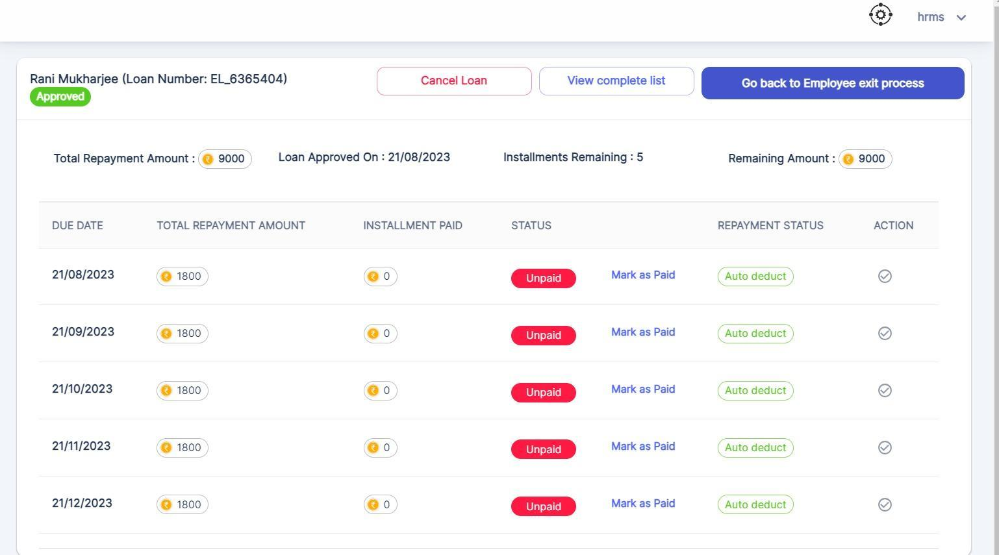 hrms
Rani Mukharjee (Loan Number: EL_6365404)
Approved
Cancel Loan
View complete list
Go back to Employee exit process
Total Repayment Amount : ₹ 9000
Loan Approved On : 21/08/2023
Installments Remaining : 5
Remaining Amount : ₹ 9000
DUE DATE TOTAL REPAYMENT AMOUNT INSTALLMENT PAID STATUS REPAYMENT STATUS ACTION
21/08/2023 ₹ 1800 ₹ 0 Unpaid Mark as Paid Auto deduct
21/09/2023 ₹ 1800 ₹ 0 Unpaid Mark as Paid Auto deduct
21/10/2023 ₹ 1800 ₹ 0 Unpaid Mark as Paid Auto deduct
21/11/2023 ₹ 1800 ₹ 0 Unpaid Mark as Paid Auto deduct
21/12/2023 ₹ 1800 ₹ 0 Unpaid Mark as Paid Auto deduct